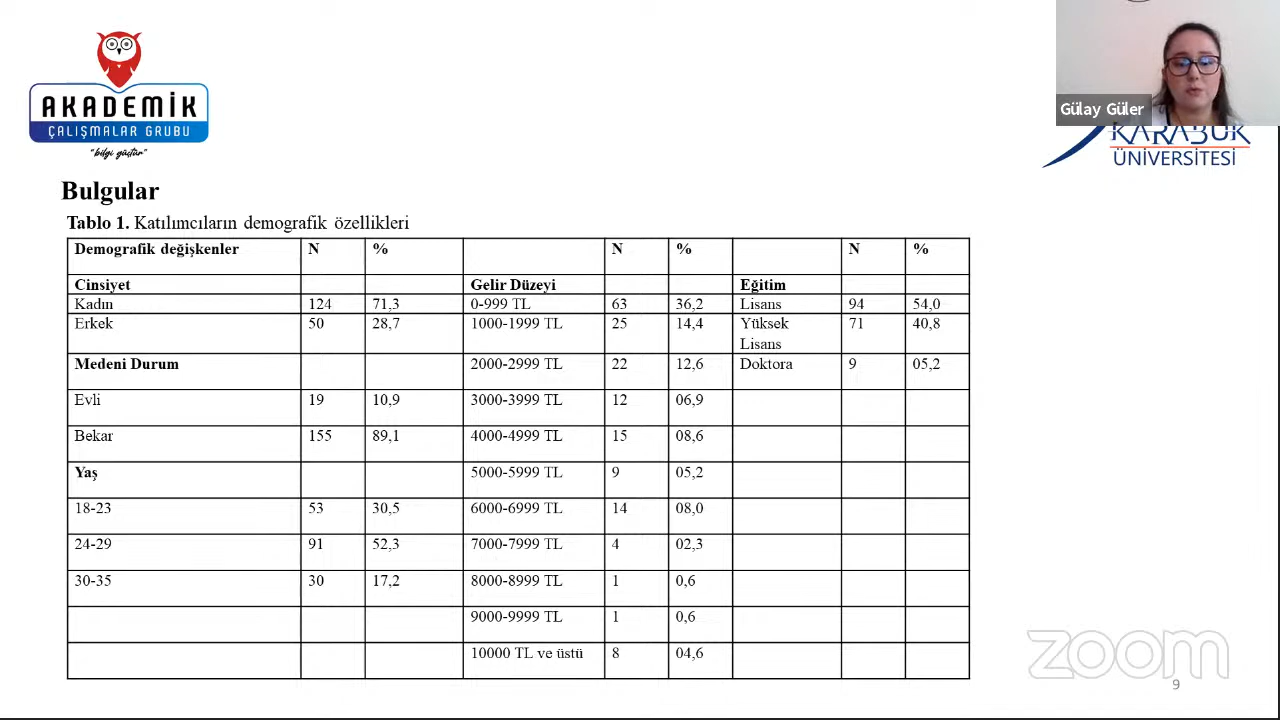 AKADEMİK
ÇALIŞMALAR GRUBU
"bilgi güçtür"
Gülay Güler
KARABÜK
ÜNİVERSİTESİ
Bulgular
Tablo 1. Katılımcıların demografik özellikleri
Demografik değişkenler N % N % N %
Cinsiyet Gelir Düzeyi Eğitim
Kadın 124 71,3 0-999 TL 63 36,2 Lisans 94 54,0
Erkek 50 28,7 1000-1999 TL 25 14,4 Yüksek 71 40,8
Lisans
Medeni Durum 2000-2999 TL 22 12,6 Doktora 9 05,2
Evli 19 10,9 3000-3999 TL 12 06,9
Bekar 155 89,1 4000-4999 TL 15 08,6
Yaş 5000-5999 TL 9 05,2
18-23 53 30,5 6000-6999 TL 14 08,0
24-29 91 52,3 7000-7999 TL 4 02,3
30-35 30 17,2 8000-8999 TL 1 0,6
9000-9999 TL 1 0,6
10000 TL ve üstü 8 04,6
zoom
9